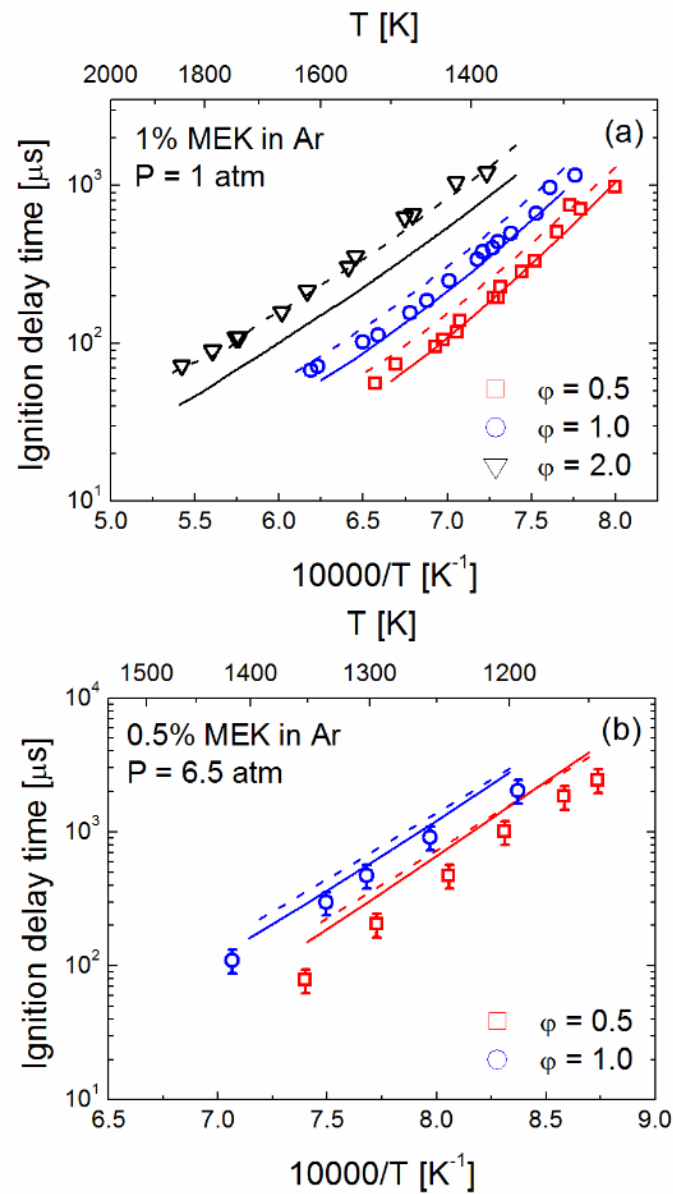 T [K]
2000 1800 1600 1400
1% MEK in Ar (a)
P = 1 atm
Ignition delay time [μs]
10³
10²
10¹
φ = 0.5
φ = 1.0
φ = 2.0
5.0 5.5 6.0 6.5 7.0 7.5 8.0
10000/T [K⁻¹]
T [K]
1500 1400 1300 1200
0.5% MEK in Ar (b)
P = 6.5 atm
Ignition delay time [μs]
10⁴
10³
10²
10¹
φ = 0.5
φ = 1.0
6.5 7.0 7.5 8.0 8.5 9.0
10000/T [K⁻¹]